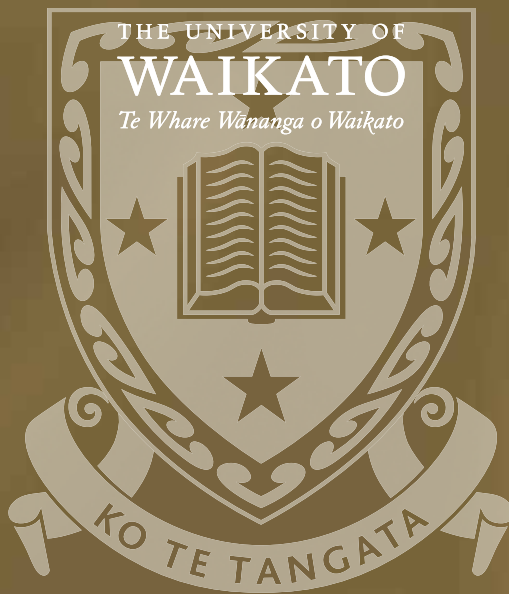 THE UNIVERSITY OF
WAIKATO
Te Whare Wānanga o Waikato
KO TE TANGATA